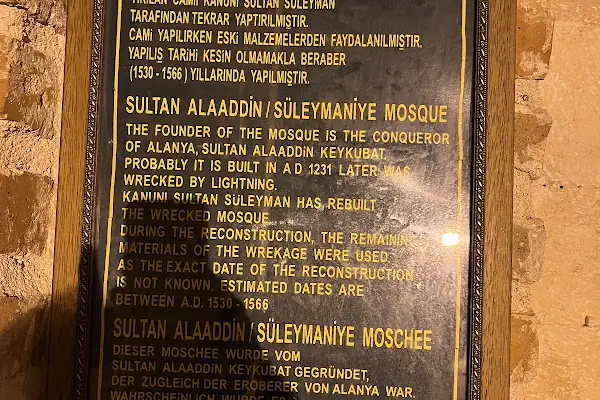 YIKILAN CAMİİ KANUNİ SULTAN SÜLEYMAN
TARAFINDAN TEKRAR YAPTIRILMIŞTIR.
CAMİ YAPILIRKEN ESKİ MALZEMELERDEN FAYDALANILMIŞTIR.
YAPILIŞ TARİHİ KESİN OLMAMAKLA BERABER
(1530 - 1566) YILLARINDA YAPILMIŞTIR.
SULTAN ALAADDİN / SÜLEYMANİYE MOSQUE
THE FOUNDER OF THE MOSQUE IS THE CONQUEROR
OF ALANYA, SULTAN ALAADDIN KEYKUBAT.
PROBABLY IT IS BUILT IN A D 1231 LATER WAS
WRECKED BY LIGHTNING.
KANUNI SULTAN SÜLEYMAN HAS, REBUILT
THE WRECKED MOSQUE.
DURING THE RECONSTRUCTION, THE REMAINING
MATERIALS OF THE WREKAGE WERE USED.
AS THE EXACT DATE OF THE RECONSTRUCTION
IS NOT KNOWN. ESTIMATED DATES ARE
BETWEEN A.D. 1530 - 1566
SULTAN ALAADDİN / SÜLEYMANİYE MOSCHEE
DİESER MOSCHEE WURDE VOM
SULTAN ALAADDIN KEYKUBAT GEGRÜNDET,
DER ZUGLEİCH DER EROBERER VON ALANYA WAR.
WAHRSCHEINLICH WURDE